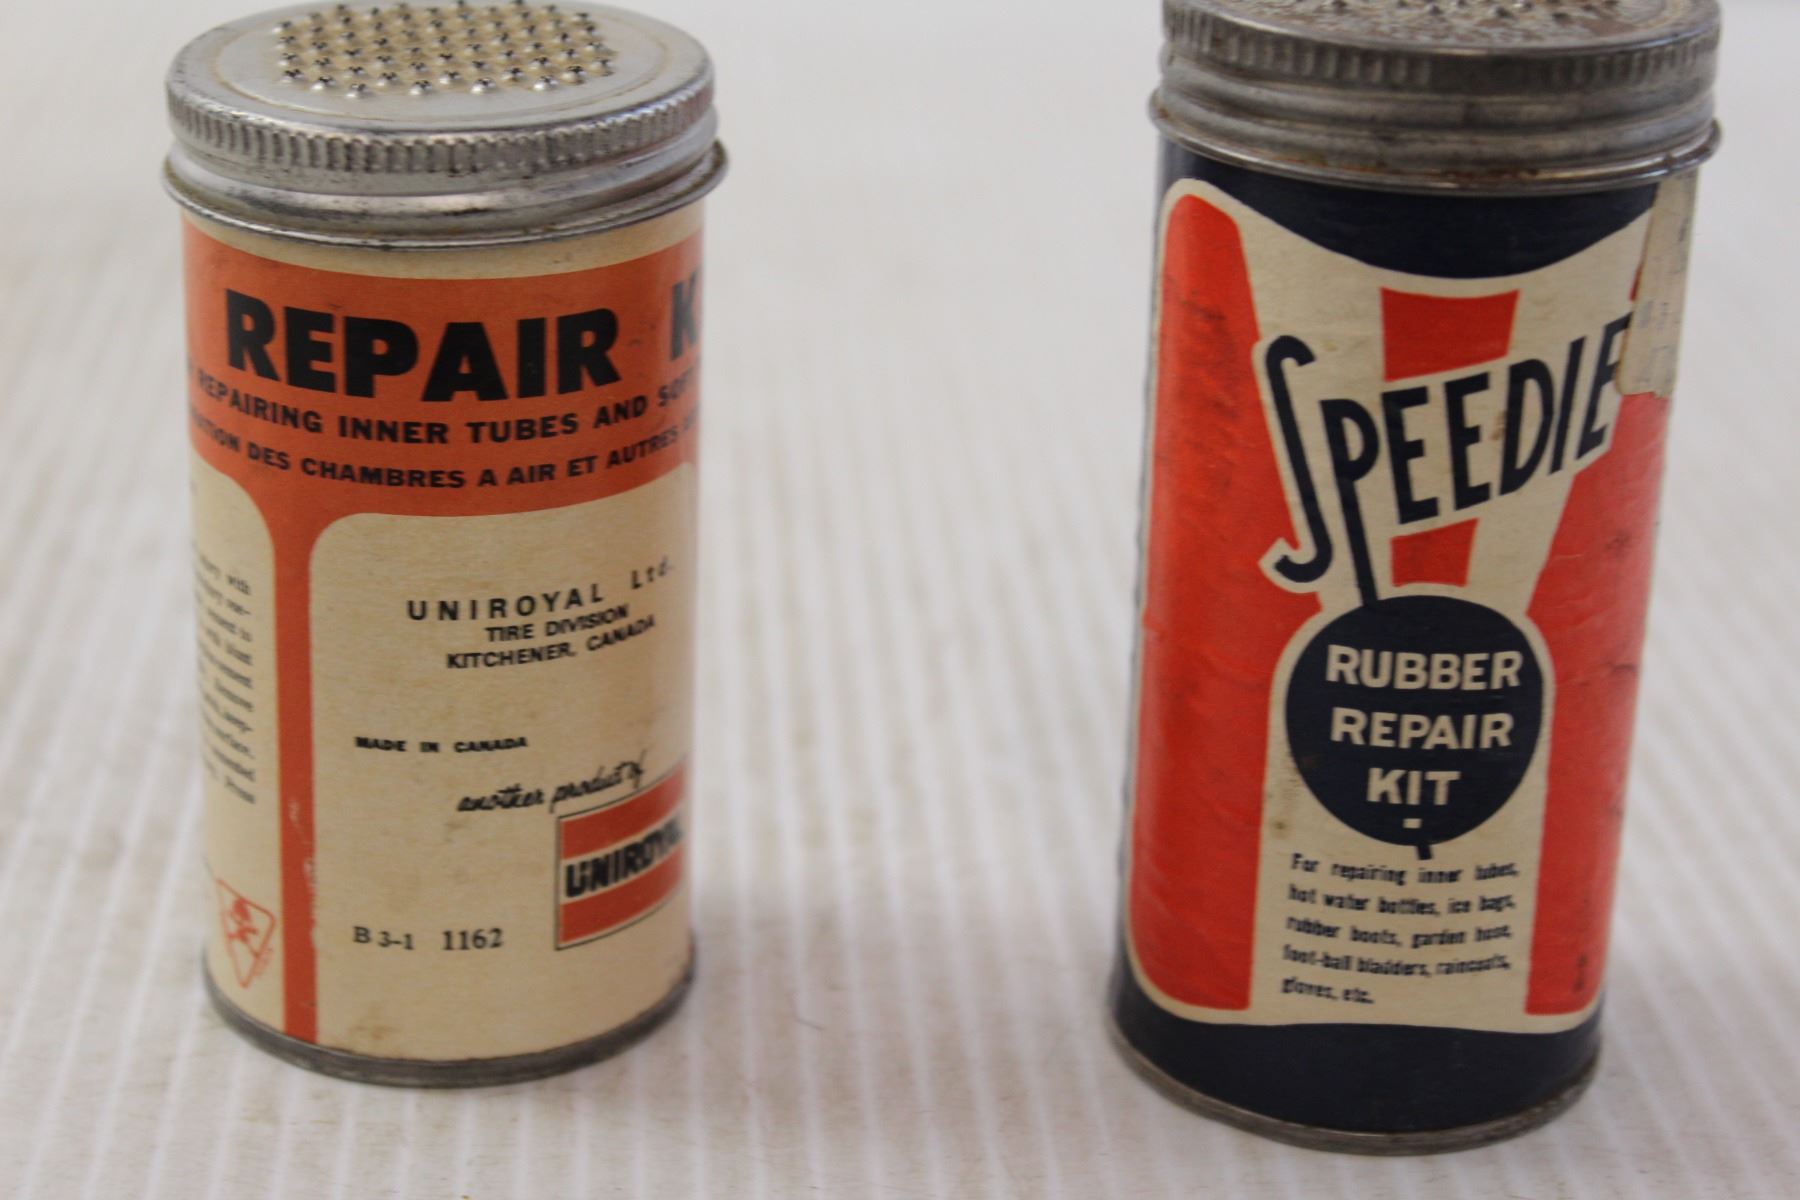 REPAIR
REPAIRING INNER TUBES AND
DES CHAMBRES A AIR ET AUTRES
with
UNIROYAL Ltd.
TIRE DIVISION
KITCHENER, CANADA
MADE IN CANADA
another product of
UNIROYAL
B 3-1 1162
SPEEDIE
RUBBER
REPAIR
KIT
For repairing inner tubes,
hot water bottles, ice bags,
rubber boots, garden hose,
foot-ball bladders, raincoats,
gloves, etc.